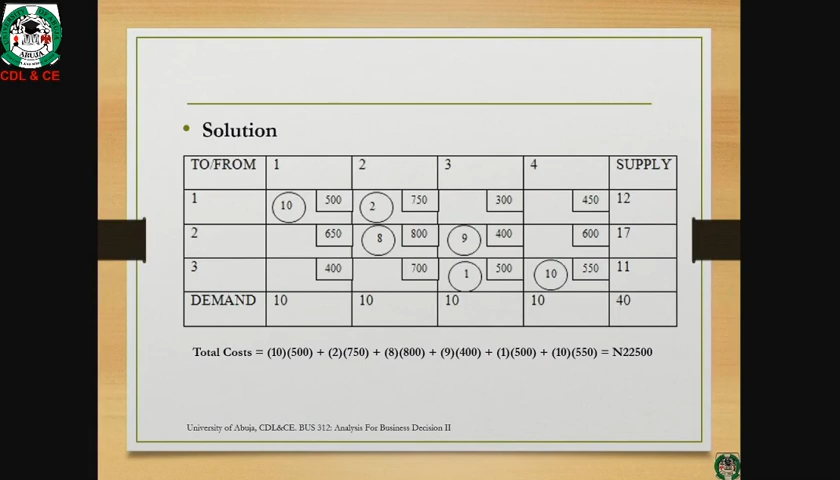 UNIVERSITY OF ABUJA
CDL & CE
• Solution
TO/FROM 1 2 3 4 SUPPLY
1 10 500 2 750 300 450 12
2 650 8 800 9 400 600 17
3 400 700 1 500 10 550 11
DEMAND 10 10 10 10 40
Total Costs = (10)(500) + (2)(750) + (8)(800) + (9)(400) + (1)(500) + (10)(550) = N22500
University of Abuja, CDL&CE. BUS 312: Analysis For Business Decision II